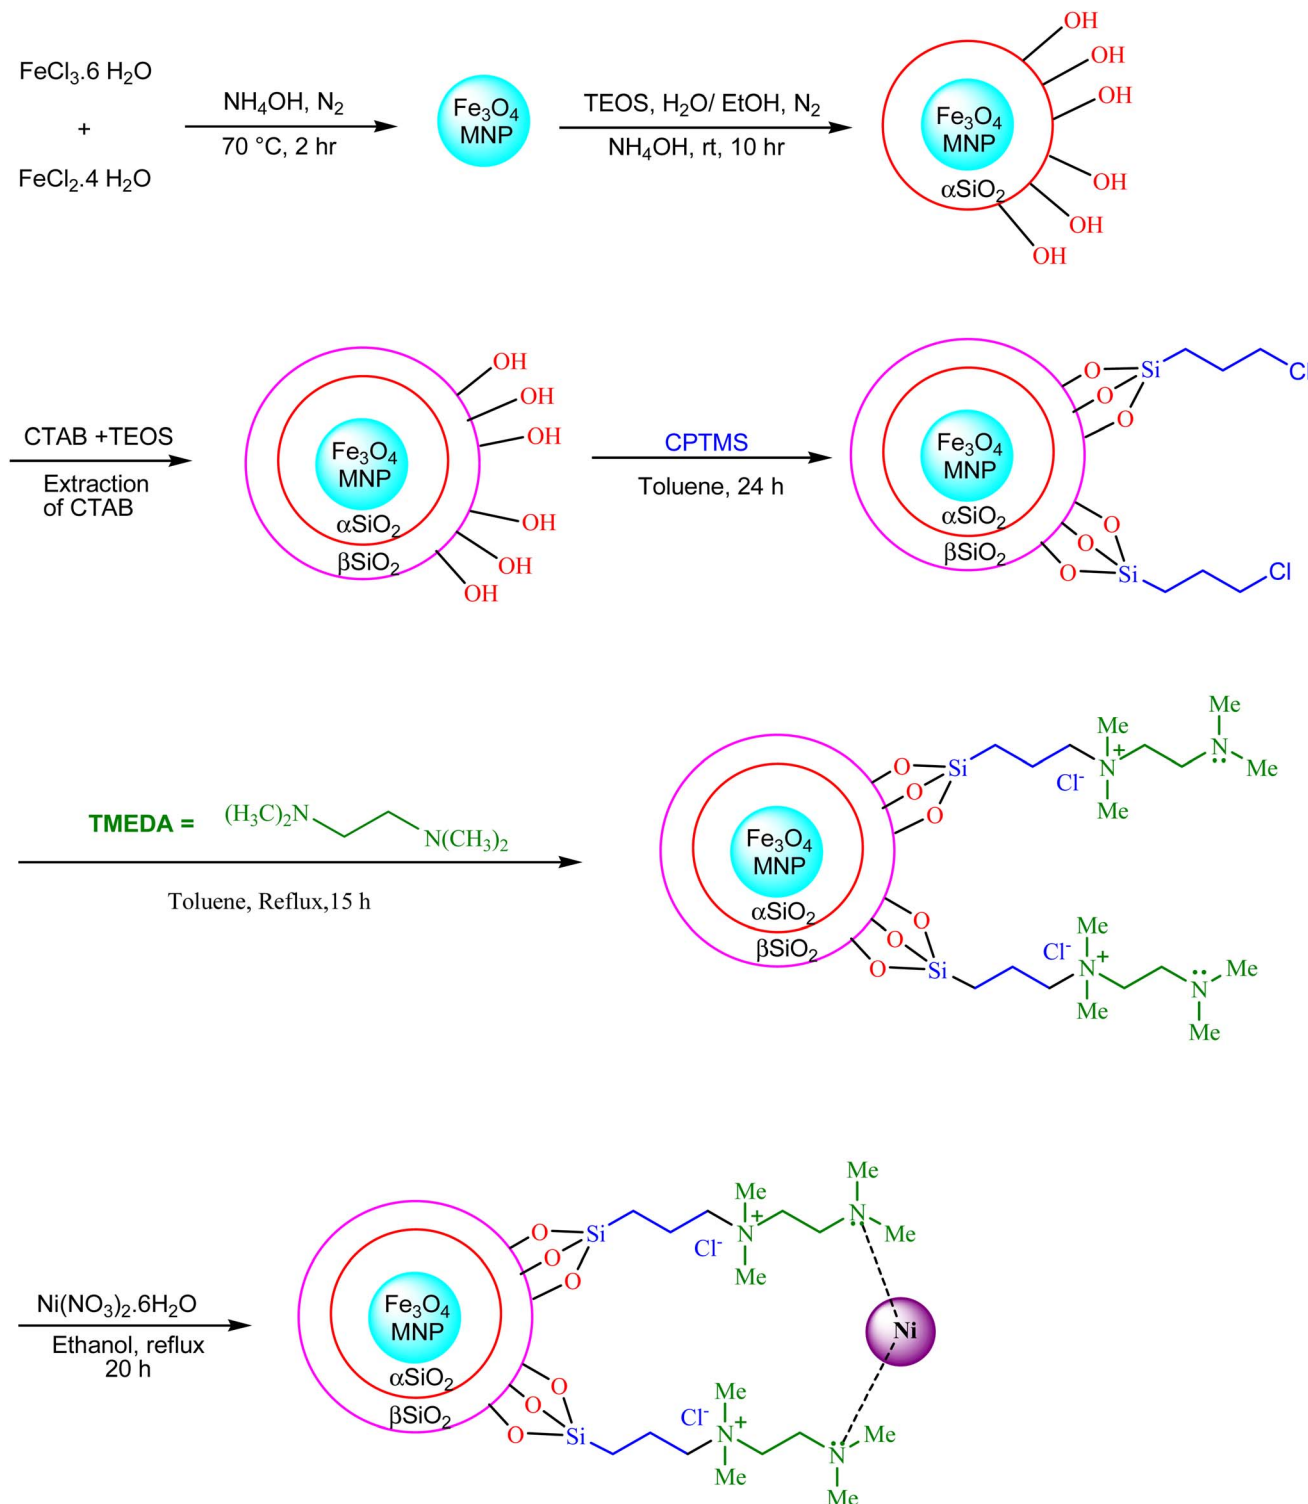 FeCl₃.6 H₂O
+
FeCl₂.4 H₂O
NH₄OH, N₂
70 °C, 2 hr
Fe₃O₄
MNP
TEOS, H₂O/ EtOH, N₂
NH₄OH, rt, 10 hr
OH
OH
OH
Fe₃O₄
MNP
αSiO₂
OH
OH
OH
CTAB +TEOS
Extraction
of CTAB
OH
OH
OH
Fe₃O₄
MNP
αSiO₂
βSiO₂
OH
OH
OH
CPTMS
Toluene, 24 h
O
O
O
Si
Cl
Fe₃O₄
MNP
αSiO₂
βSiO₂
O
O
O
Si
Cl
TMEDA =
(H₃C)₂N
N(CH₃)₂
Toluene, Reflux,15 h
O
O
O
Si
Cl⁻
Me
N⁺
Me
Me
N
Me
Fe₃O₄
MNP
αSiO₂
βSiO₂
O
O
O
Si
Cl⁻
Me
N⁺
Me
N
Me
Me
Ni(NO₃)₂.6H₂O
Ethanol, reflux
20 h
O
O
O
Si
Cl⁻
Me
N⁺
Me
Me
N
Me
Fe₃O₄
MNP
αSiO₂
βSiO₂
Ni
O
O
O
Si
Cl⁻
Me
N⁺
Me
N
Me
Me